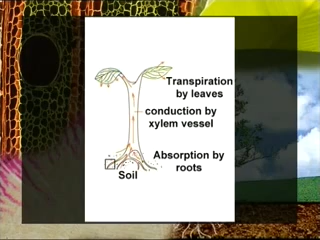 Transpiration
by leaves
conduction by
xylem vessel
Absorption by
roots
Soil